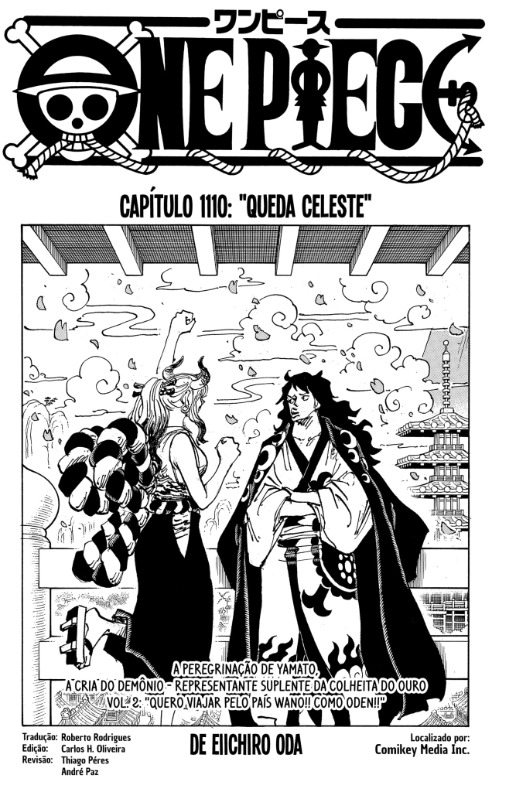 ワンピース
ONE PIECE
CAPÍTULO 1110: "QUEDA CELESTE"
A PEREGRINAÇÃO DE YAMATO,
A CRIA DO DEMÔNIO - REPRESENTANTE SUPLENTE DA COLHEITA DO OURO
VOL. 2: "QUERO VIAJAR PELO PAÍS WANO!! COMO ODEN!!"
Tradução: Roberto Rodrigues
Edição: Carlos H. Oliveira
Revisão: Thiago Péres
André Paz
DE EIICHIRO ODA
Localizado por:
Comikey Media Inc.